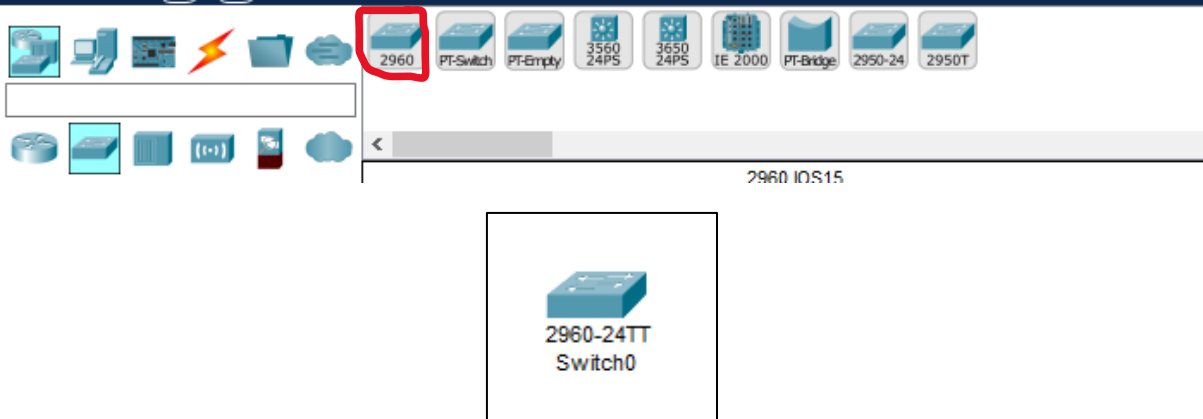 2960
PT-Switch
PT-Empty
3560
24PS
3650
24PS
IE 2000
PT-Bridge
2950-24
2950T
2960 IOS15
2960-24TT
Switch0